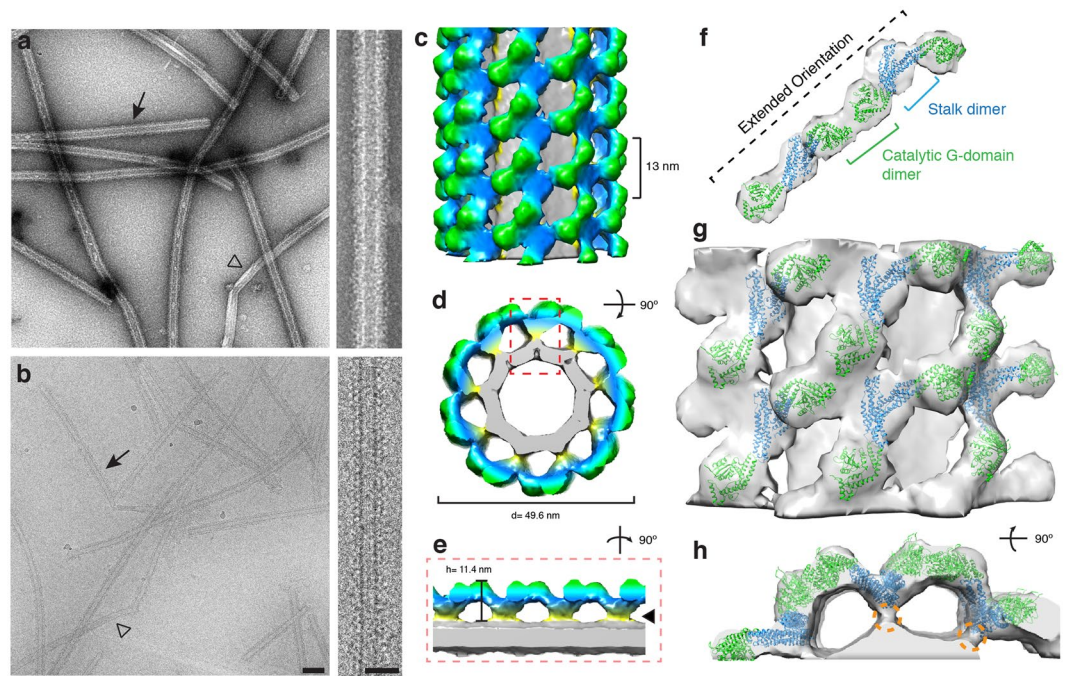 a
b
c
13 nm
d
90º
d= 49.6 nm
e
90º
h= 11.4 nm
f
Extended Orientation
Stalk dimer
Catalytic G-domain
dimer
g
h
90º